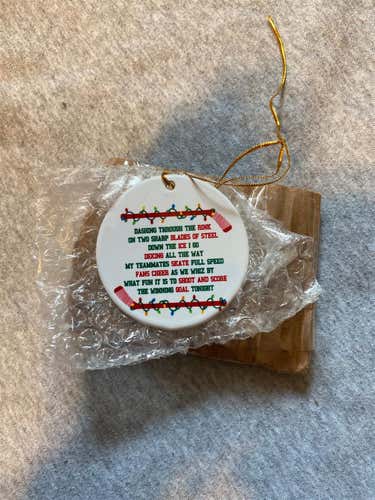 DASHING THROUGH THE RINK
ON TWO SHARP BLADES OF STEEL
DOWN THE ICE I GO
DEKING ALL THE WAY
MY TEAMMATES SKATE FULL SPEED
FANS CHEER AS WE WHIZ BY
WHAT FUN IT IS TO SHOOT AND SCORE
THE WINNING GOAL TONIGHT